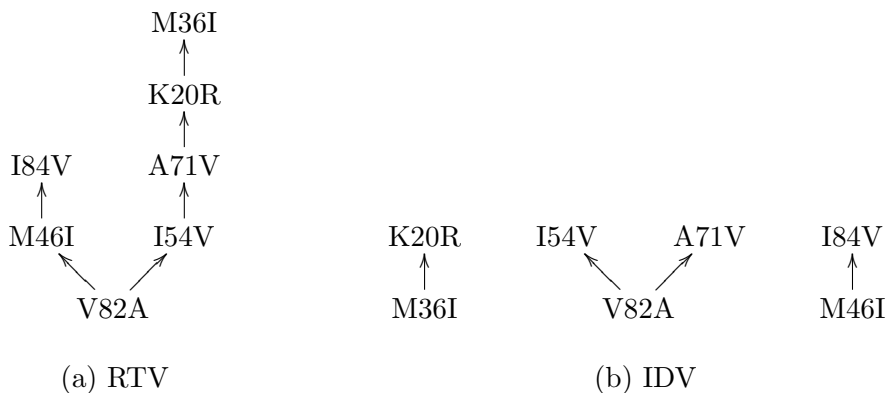 M36I
K20R
I84V A71V
M46I I54V K20R I54V A71V I84V
V82A M36I V82A M46I
(a) RTV (b) IDV